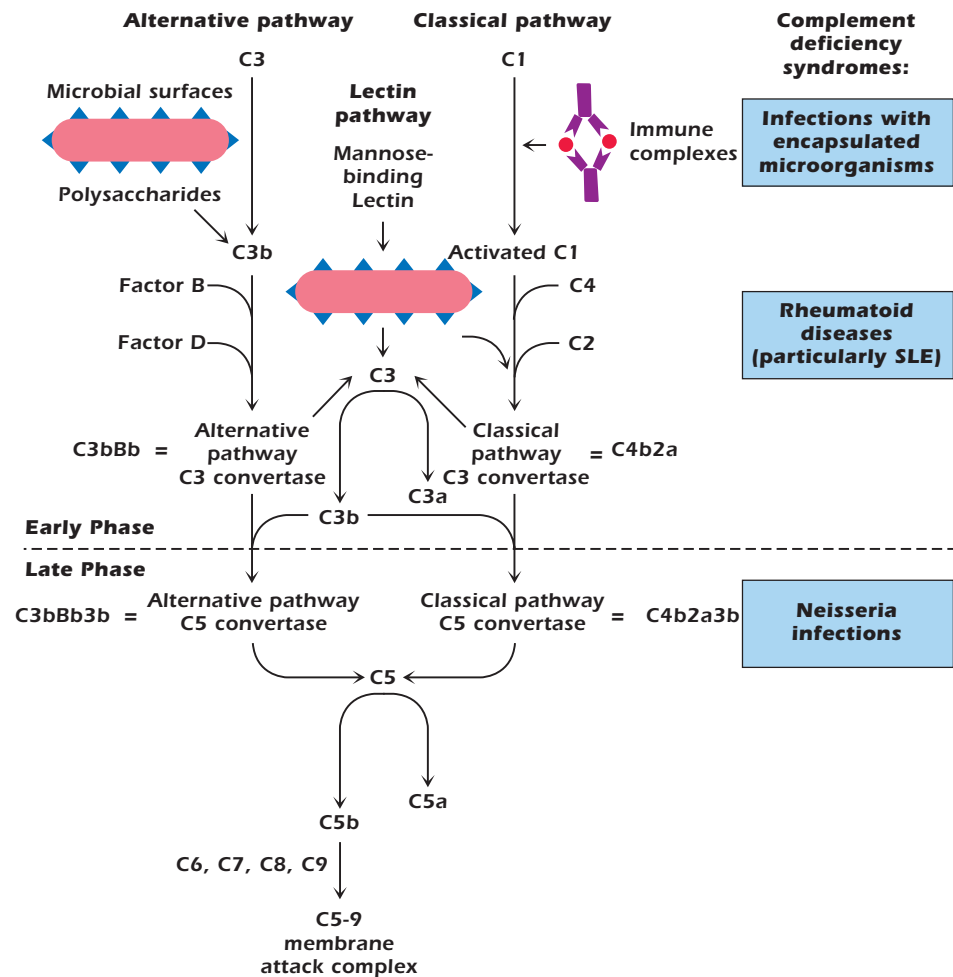 Alternative pathway
Classical pathway
Complement
deficiency
syndromes:
C3
C1
Microbial surfaces
Lectin
pathway
Immune
complexes
Infections with
encapsulated
microorganisms
Mannose-
binding
Lectin
Polysaccharides
C3b
Activated C1
Factor B
C4
Factor D
C2
Rheumatoid
diseases
(particularly SLE)
C3
C3bBb =
Alternative
pathway
C3 convertase
Classical
pathway
C3 convertase
= C4b2a
C3a
C3b
Early Phase
Late Phase
C3bBb3b =
Alternative pathway
C5 convertase
Classical pathway
C5 convertase
= C4b2a3b
Neisseria
infections
C5
C5a
C5b
C6, C7, C8, C9
C5-9
membrane
attack complex